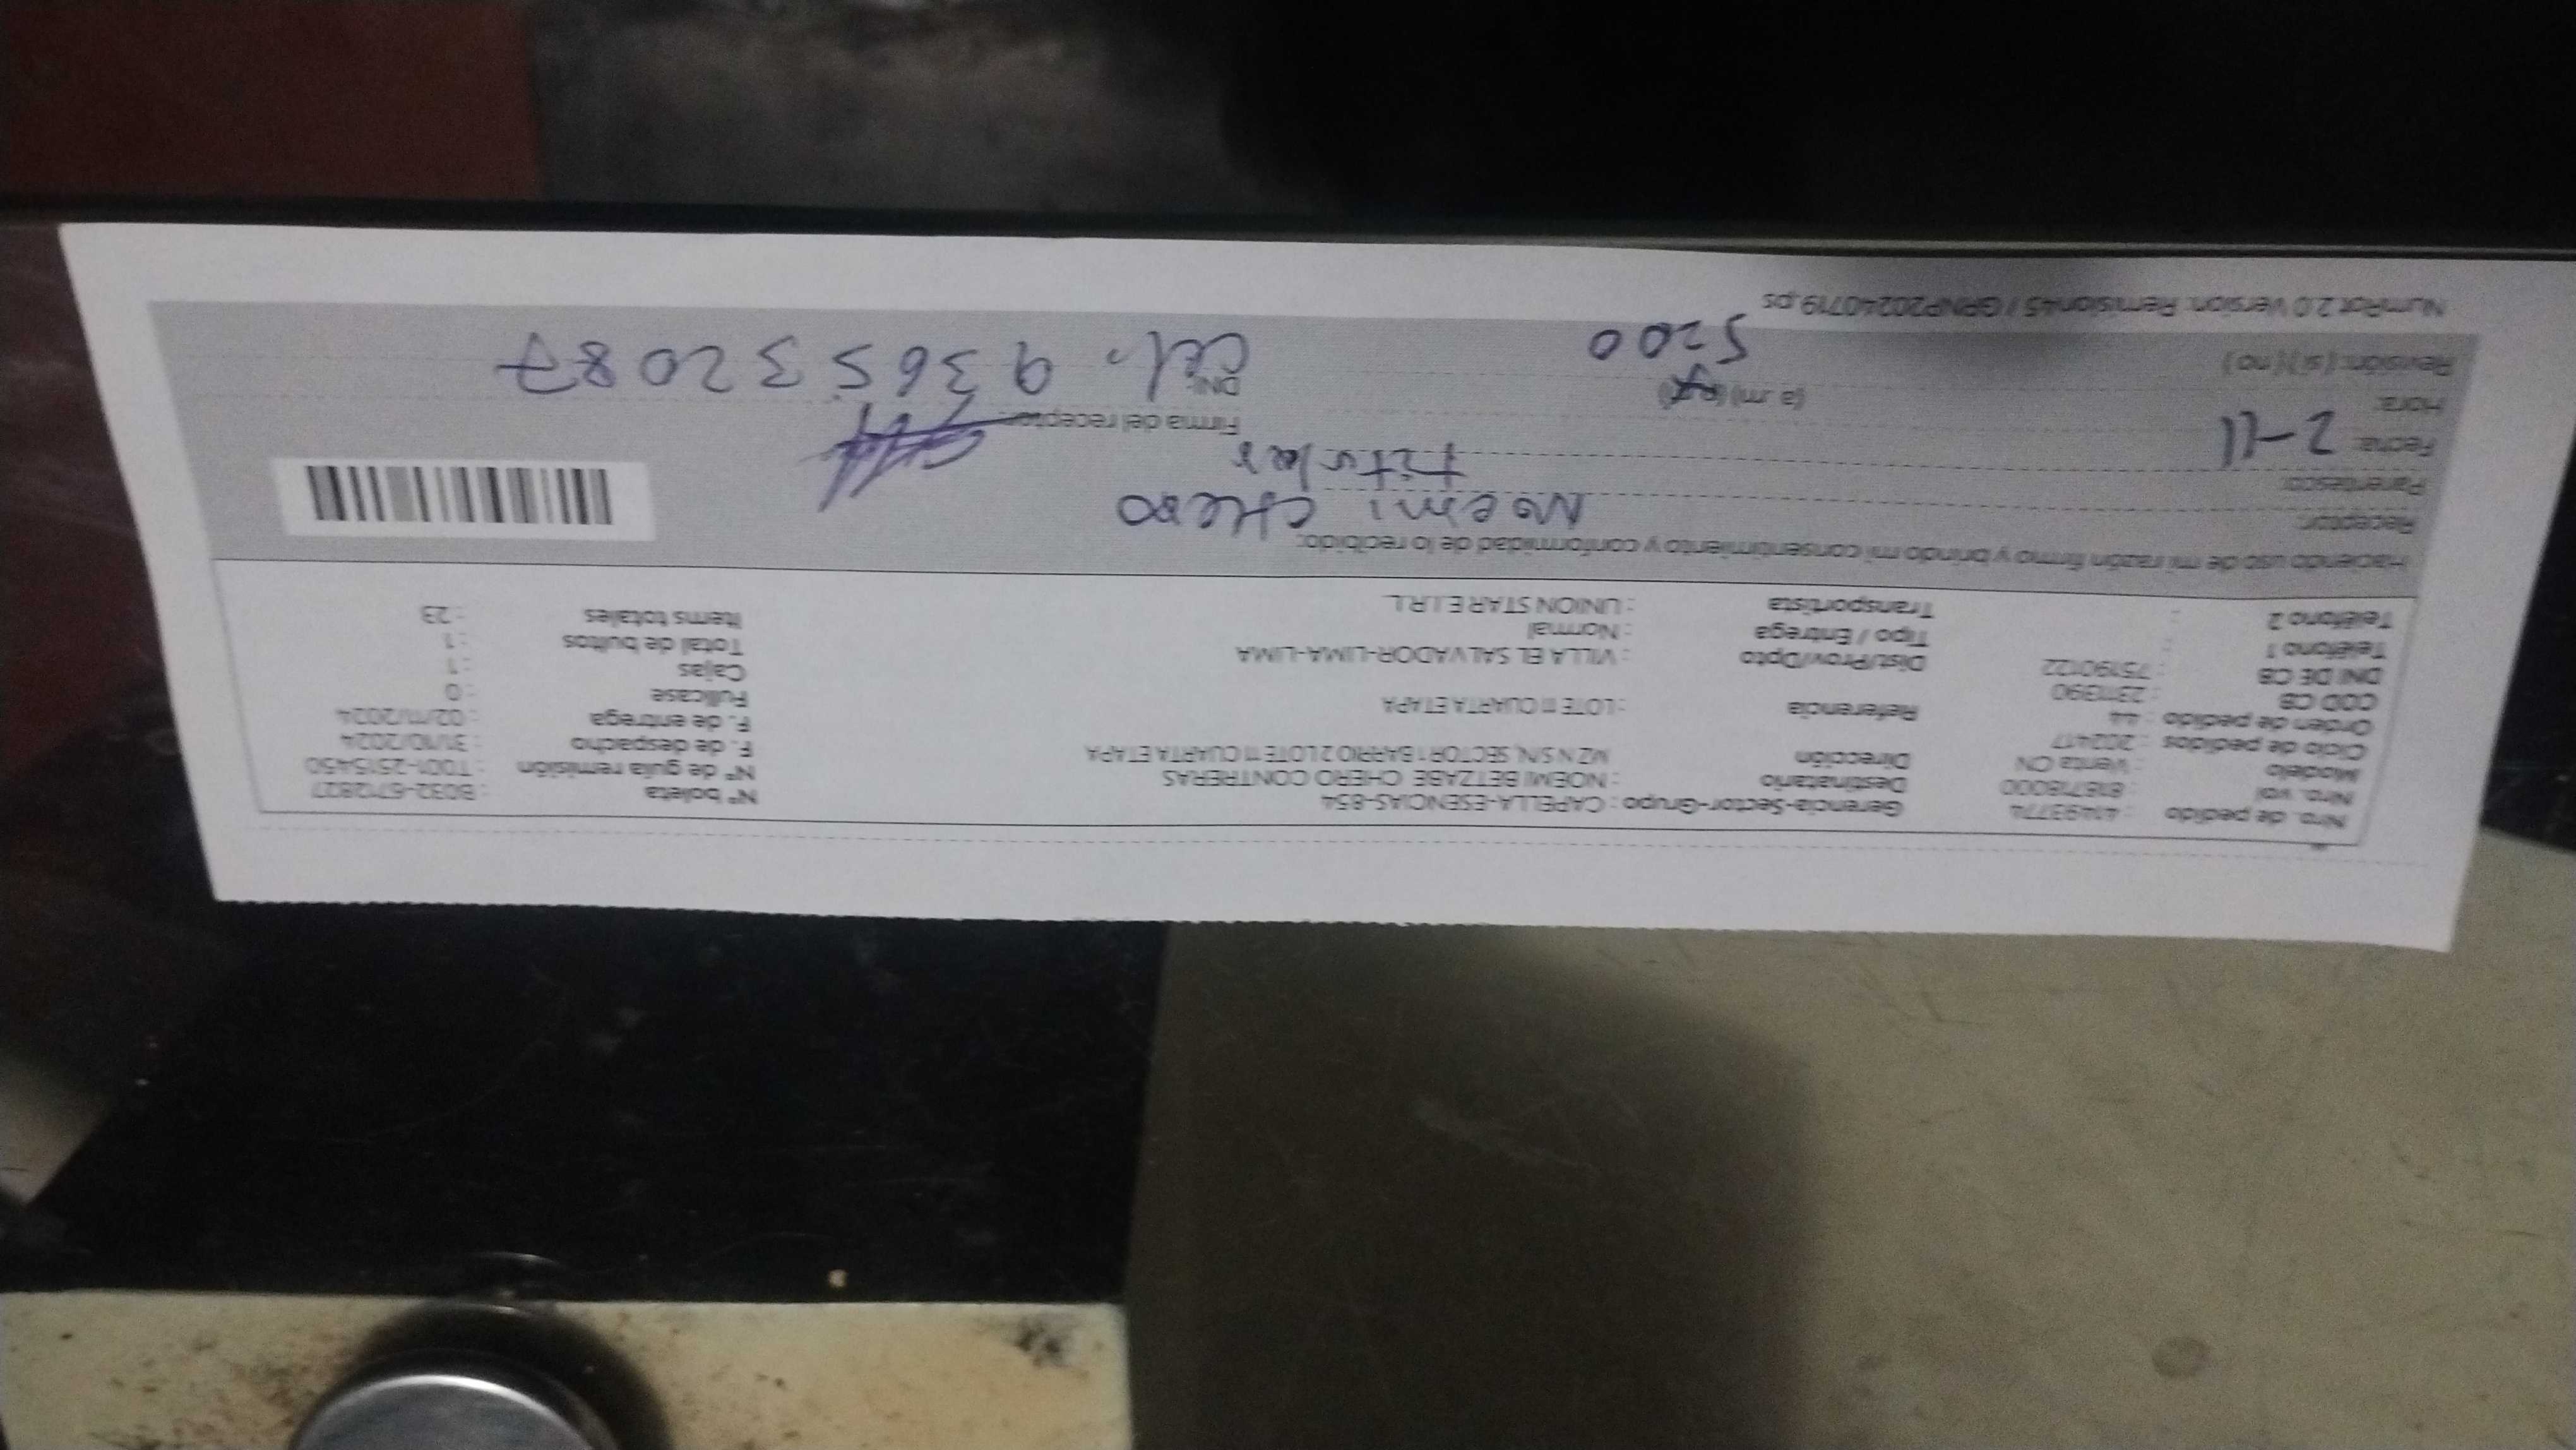 Nro. de pedido : 41493774 Gerencia-Sector-Grupo : CAPELLA-ESENCIAS-854 N° boleta : B032-6712827
Nro. vol : 818718000 Destinatario : NOEMI BETZABE CHERO CONTRERAS N° de guía remisión : T001-2515450
Modelo : Venta CN Dirección MZ N S/N, SECTOR 1 BARRIO 2 LOTE 11 CUARTA ETAPA F. de despacho : 31/10/2024
Ciclo de pedidos : 202417 F. de entrega : 02/11/2024
Orden de pedido : 44 Referencia : LOTE 11 CUARTA ETAPA Fullcase : 0
COD CB : 2311390 Cajas : 1
DNI DE CB : 75190122 Dist/Prov/Dpto : VILLA EL SALVADOR-LIMA-LIMA Total de bultos : 1
Teléfono 1 : Tipo / Entrega : Normal Items totales : 23
Teléfono 2 : Transportista : UNION STAR E.I.R.L.
Haciendo uso de mi razón firmo y brindo mi consentimiento y conformidad de lo recibido:
Receptor: Noemi CHERO
Parentesco: titular
Fecha: 2-11 Firma del receptor:
Hora: (a .m) DNI:
Revisión: ( si ) ( no ) 5200 Cel. 936532087
NumRot 2.0 Version: Remision45 / GRNP20240719.ps